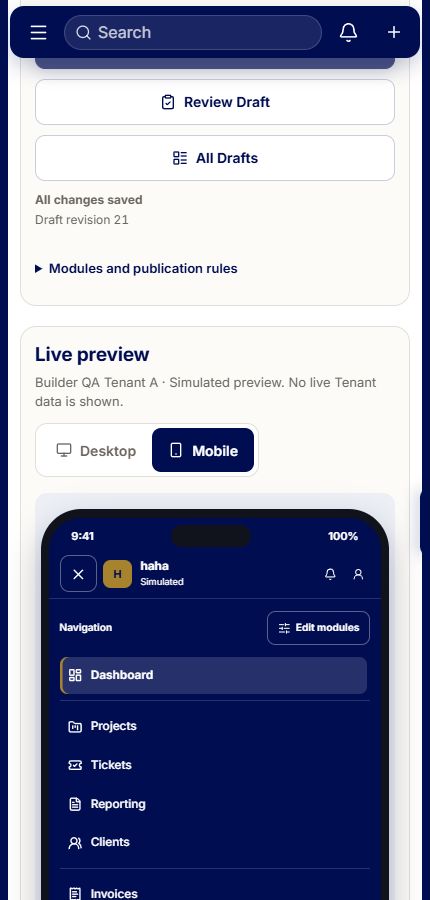 Search
Review Draft
All Drafts
All changes saved
Draft revision 21
Modules and publication rules
Live preview
Builder QA Tenant A · Simulated preview. No live Tenant
data is shown.
Desktop
Mobile
9:41
100%
H
haha
Simulated
Navigation
Edit modules
Dashboard
Projects
Tickets
Reporting
Clients
Invoices